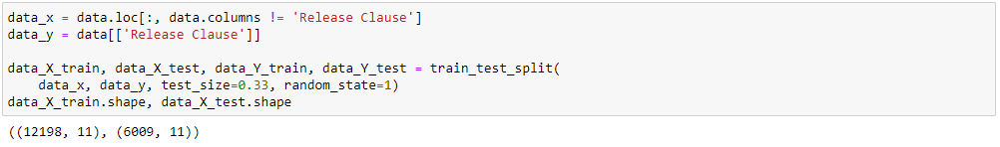 data_x = data.loc[:, data.columns != 'Release Clause']
data_y = data[['Release Clause']]
data_X_train, data_X_test, data_Y_train, data_Y_test = train_test_split(
    data_x, data_y, test_size=0.33, random_state=1)
data_X_train.shape, data_X_test.shape
((12198, 11), (6009, 11))